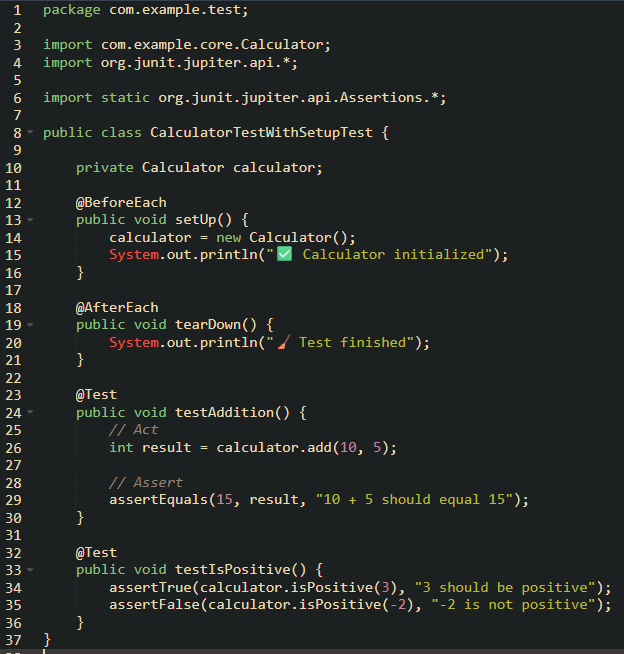 1 package com.example.test;
2
3 import com.example.core.Calculator;
4 import org.junit.jupiter.api.*;
5
6 import static org.junit.jupiter.api.Assertions.*;
7
8 public class CalculatorTestWithSetupTest {
9
10     private Calculator calculator;
11
12     @BeforeEach
13     public void setUp() {
14         calculator = new Calculator();
15         System.out.println("✅ Calculator initialized");
16     }
17
18     @AfterEach
19     public void tearDown() {
20         System.out.println("🧹 Test finished");
21     }
22
23     @Test
24     public void testAddition() {
25         // Act
26         int result = calculator.add(10, 5);
27
28         // Assert
29         assertEquals(15, result, "10 + 5 should equal 15");
30     }
31
32     @Test
33     public void testIsPositive() {
34         assertTrue(calculator.isPositive(3), "3 should be positive");
35         assertFalse(calculator.isPositive(-2), "-2 is not positive");
36     }
37 }